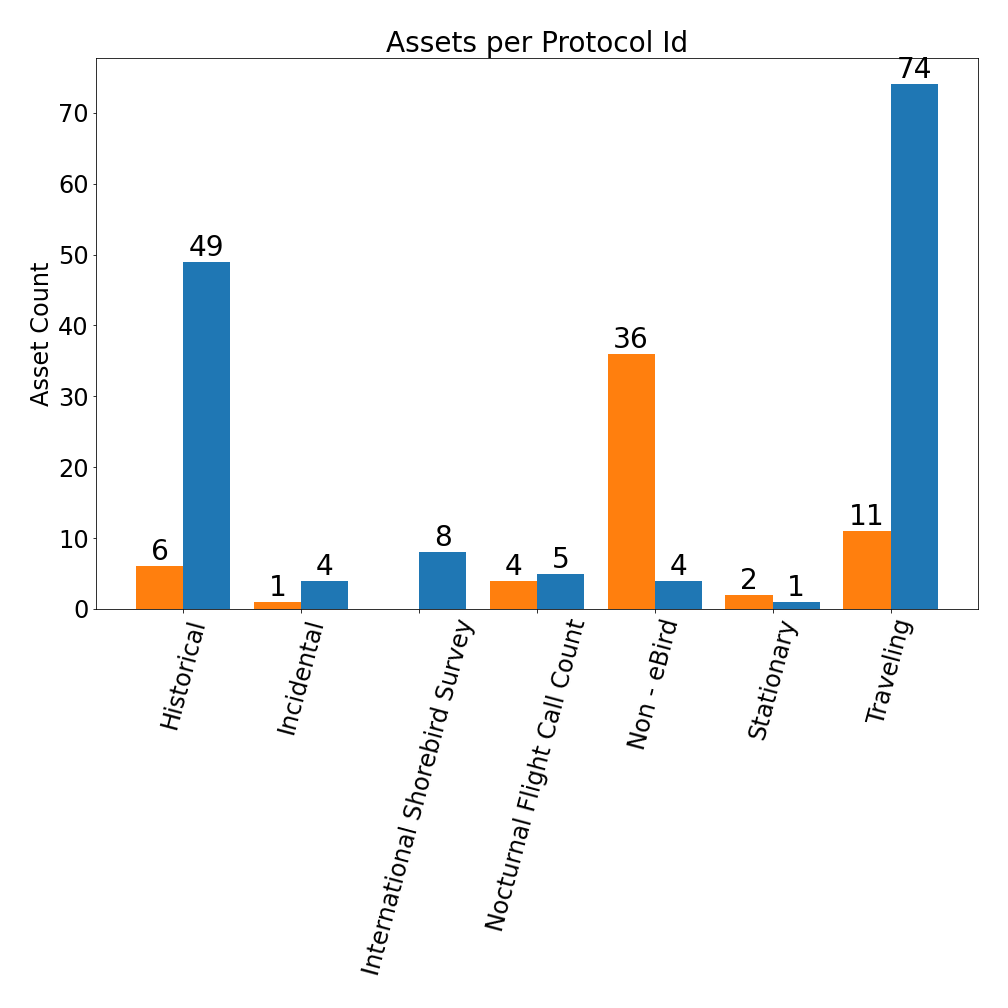 Assets per Protocol Id
Asset Count
70
60
50
40
30
20
10
0
6
49
1
4
8
4
5
36
4
2
1
11
74
Historical
Incidental
International Shorebird Survey
Nocturnal Flight Call Count
Non - eBird
Stationary
Traveling